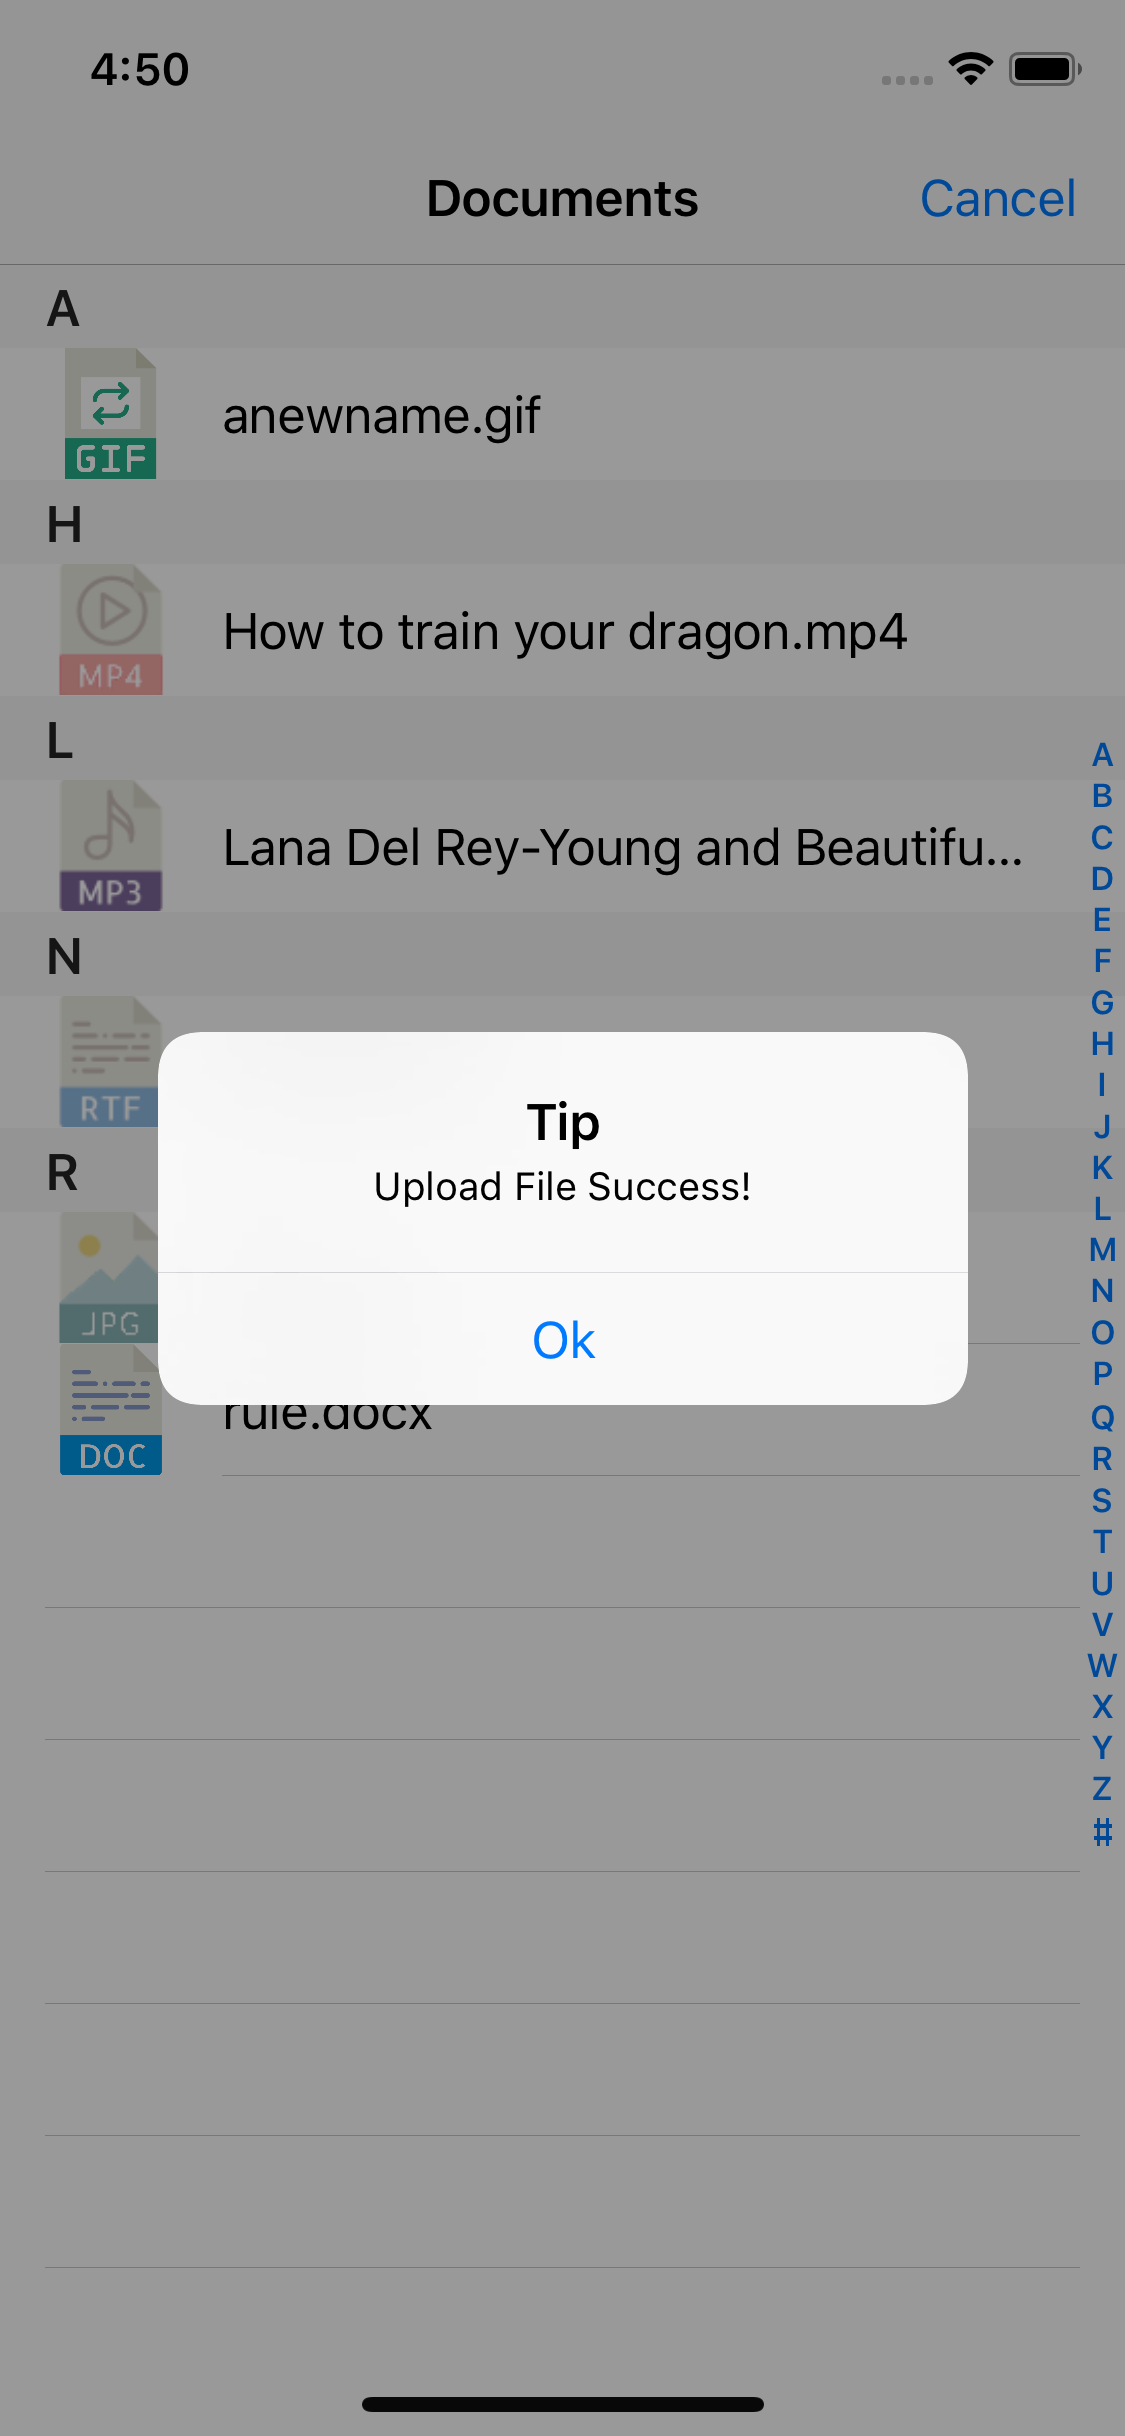 4:50
Documents
Cancel
A
GIF
anewname.gif
H
MP4
How to train your dragon.mp4
L
MP3
Lana Del Rey-Young and Beautifu...
N
RTF
R
JPG
Tip
Upload File Success!
Ok
DOC
rule.docx
A
B
C
D
E
F
G
H
I
J
K
L
M
N
O
P
Q
R
S
T
U
V
W
X
Y
Z
#